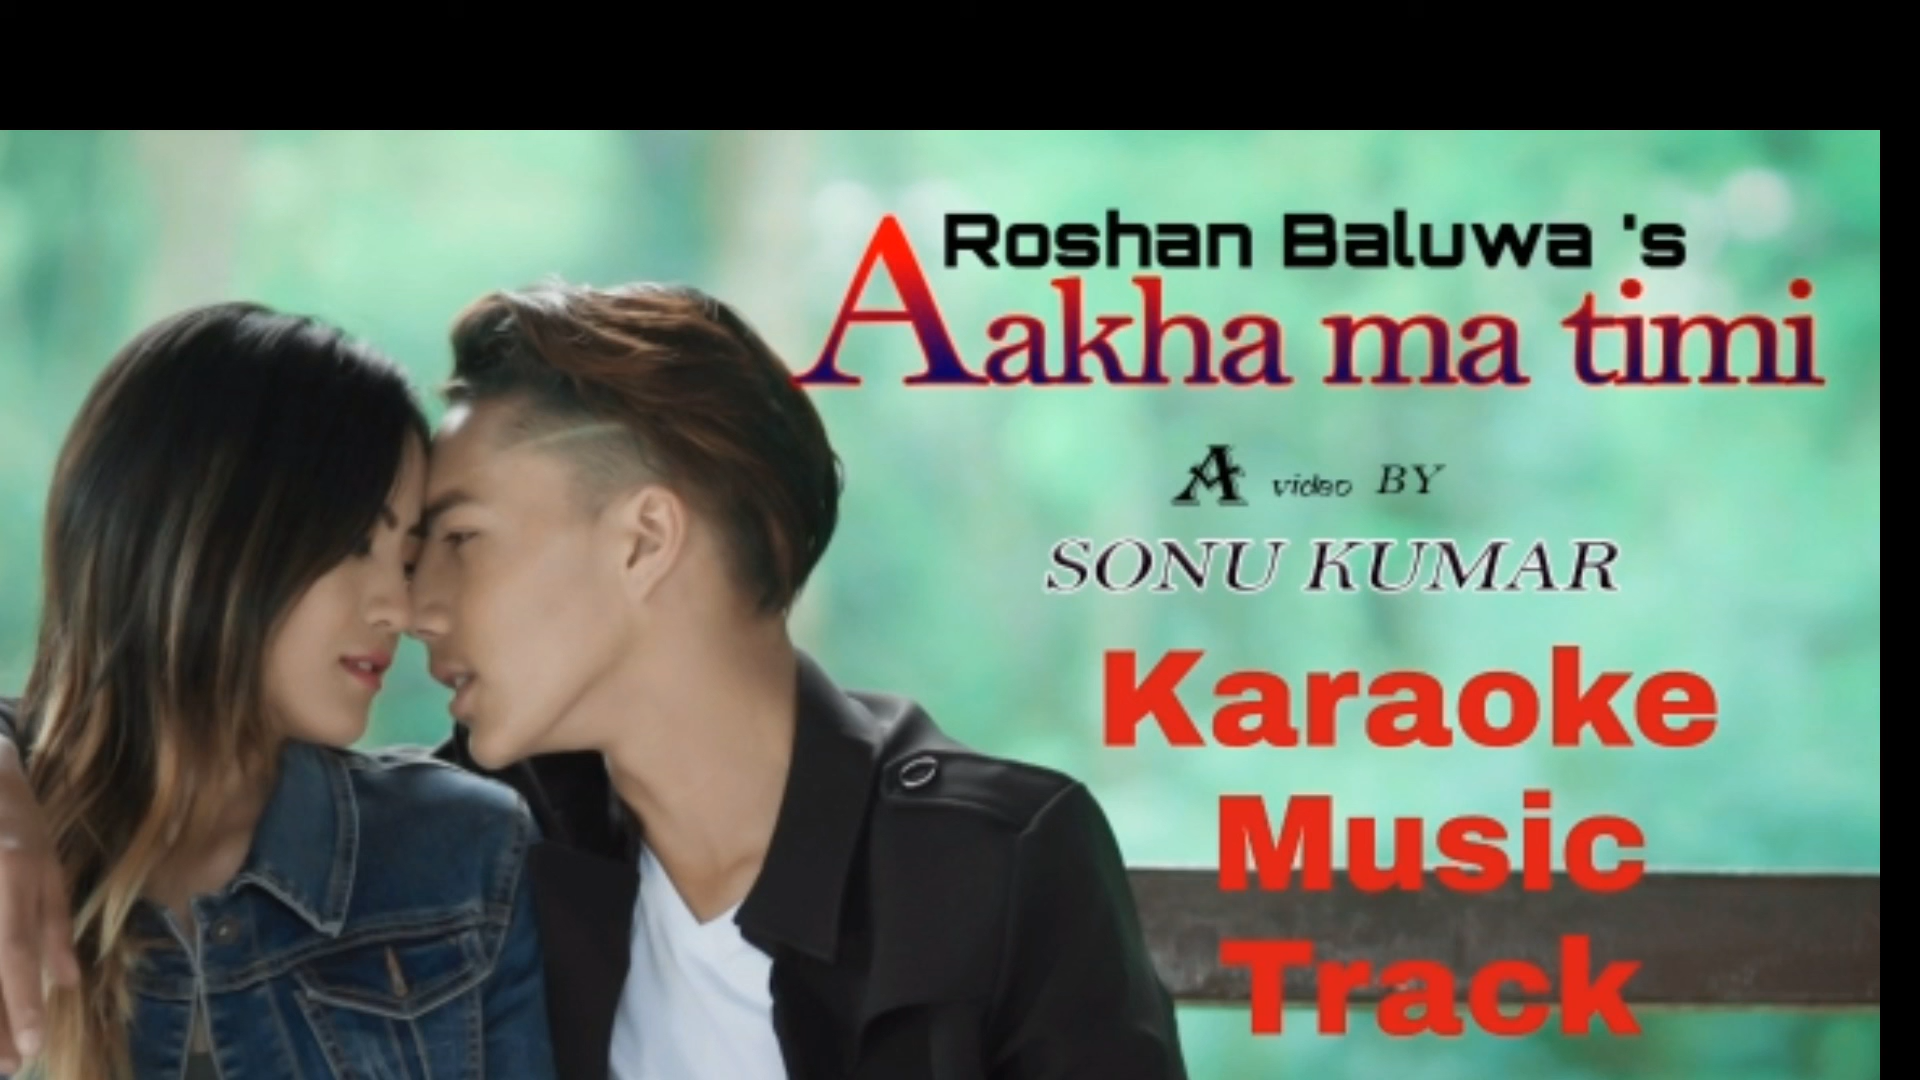 Roshan Baluwa 's
Aakha ma timi
A video BY
SONU KUMAR
Karaoke
Music
Track